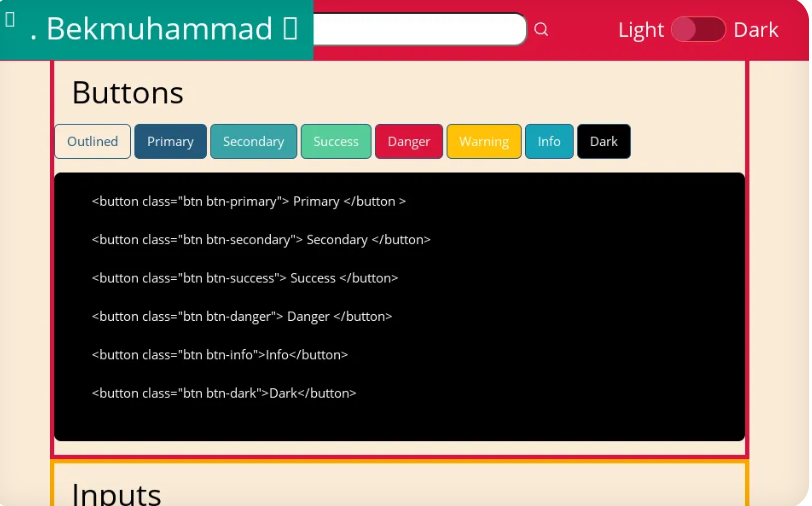 . Bekmuhammad
Light Dark
Buttons
Outlined Primary Secondary Success Danger Warning Info Dark
<button class="btn btn-primary"> Primary </button >
<button class="btn btn-secondary"> Secondary </button>
<button class="btn btn-success"> Success </button>
<button class="btn btn-danger"> Danger </button>
<button class="btn btn-info">Info</button>
<button class="btn btn-dark">Dark</button>
Inputs